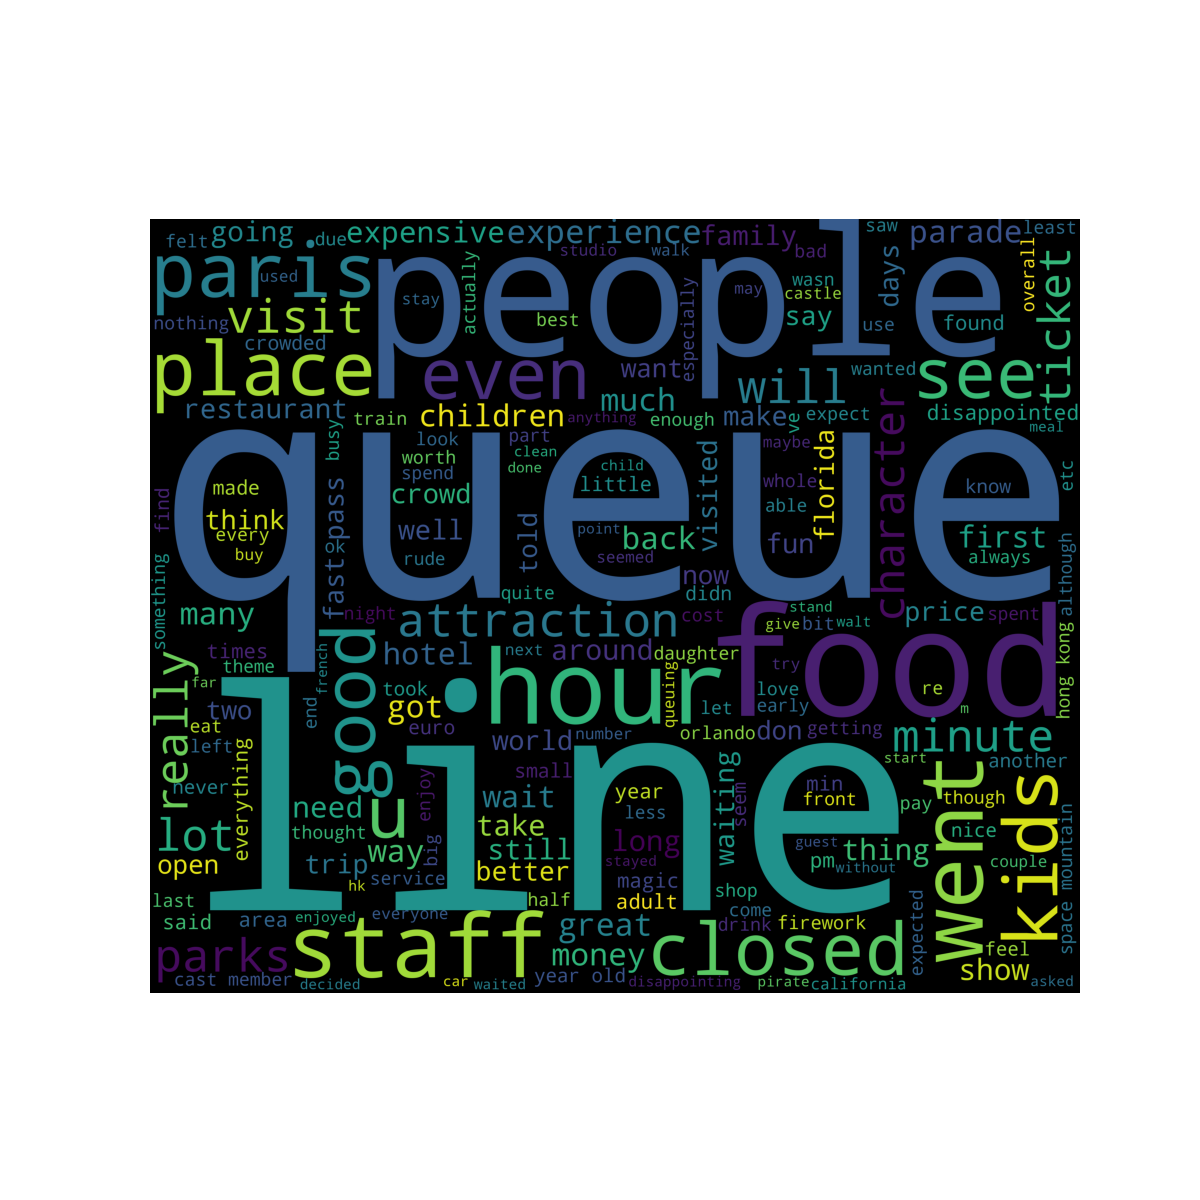 felt
going
due
expensive
experience
family
parade
least
saw
paris
used
people
studio
walk
bad
overall
stay
actually
especially
may
wasn
castle
days
ticket
nothing
visit
best
say
use
found
crowded
place
even
want
will
wanted
see
restaurant
train
children
anything
much
enough
make
ve
expect
character
disappointed
meal
busy
look
part
clean
worth
spend
done
child
little
visited
maybe
whole
able
florida
know
etc
queue
find
made
think
every
buy
pass
fast
ok
crowd
well
rude
told
point
seemed
back
fun
first
always
although
something
many
quite
now
didn
night
attraction
cost
stand
give
bit
walt
price
spent
times
theme
far
really
french
good
hotel
next
around
daughter
food
try
re
m
hong kong
two
eat
left
never
everything
end
took
got
euro
hour
queuing
love
early
let
orlando
don
getting
minute
start
another
line
world
number
small
enjoy
year
less
seem
waiting
min
front
pay
though
went
kids
need
thought
u
wait
take
still
long
stayed
guest
thing
nice
lot
open
trip
way
big
better
magic
pm
without
couple
space mountain
hk
service
half
adult
shop
last
said
area
enjoyed
everyone
great
come
drink
firework
expected
feel
parks
staff
money
closed
show
cast member
decided
car
waited
year old
disappointing
pirate
california
asked